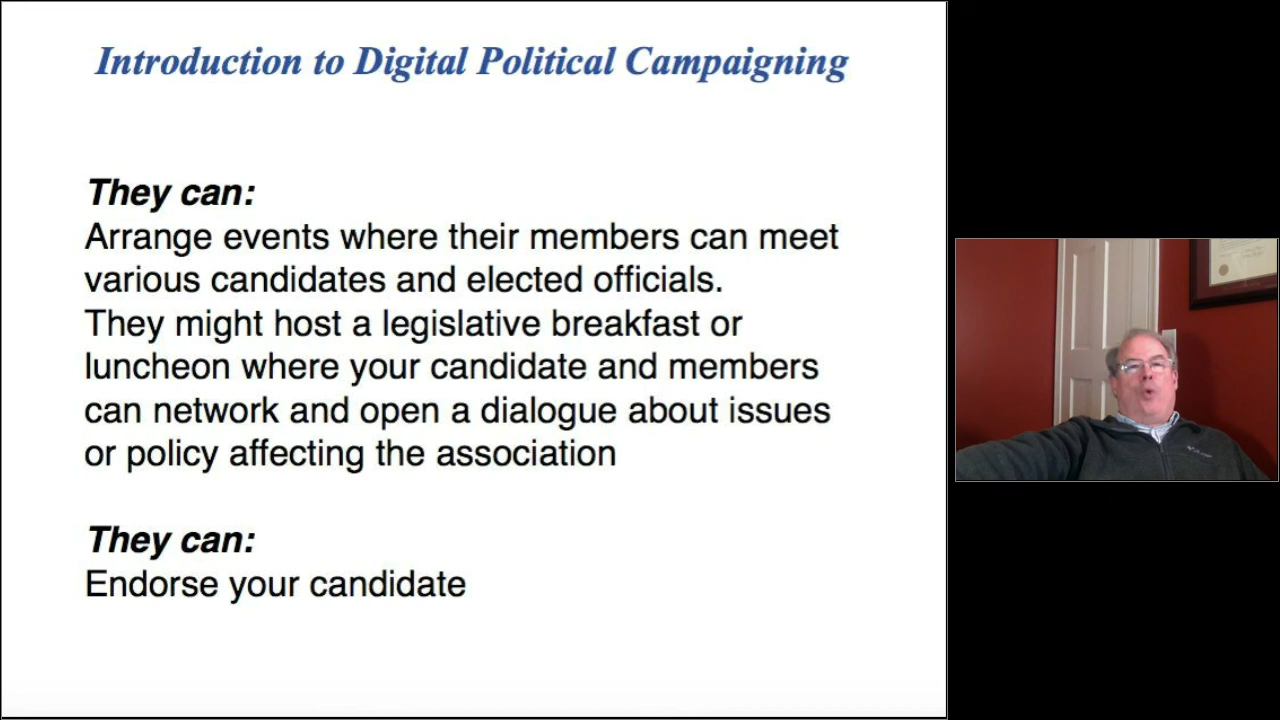 Introduction to Digital Political Campaigning
They can:
Arrange events where their members can meet
various candidates and elected officials.
They might host a legislative breakfast or
luncheon where your candidate and members
can network and open a dialogue about issues
or policy affecting the association
They can:
Endorse your candidate